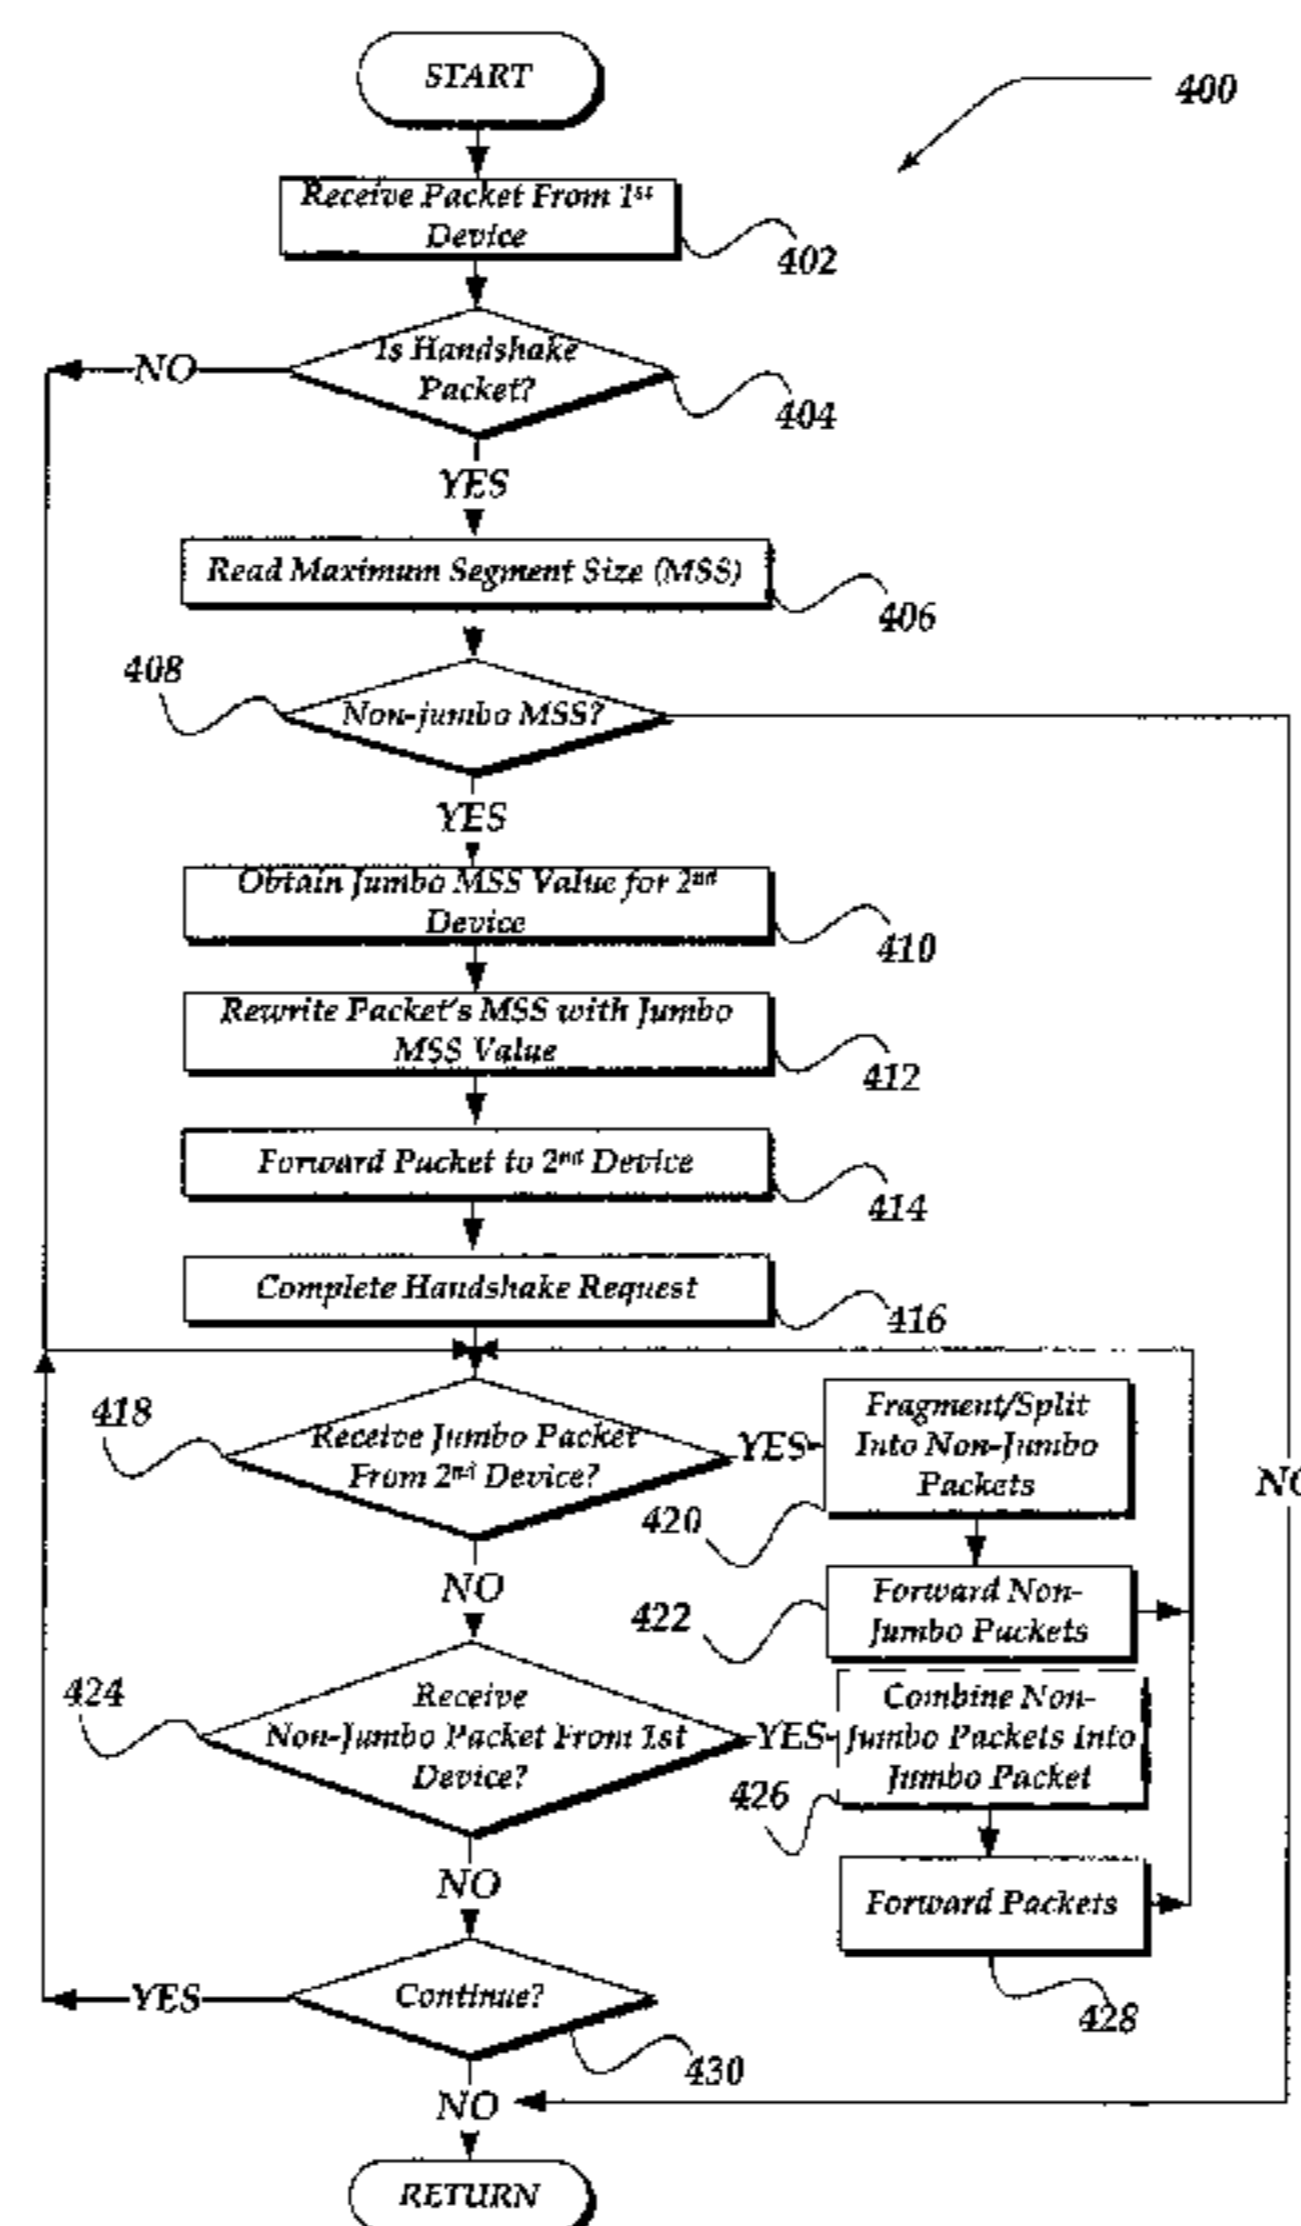 START
400
Receive Packet From 1st
Device
402
Is Handshake
Packet?
NO
404
YES
Read Maximum Segment Size (MSS)
406
408
Non-jumbo MSS?
YES
Obtain Jumbo MSS Value for 2nd
Device
410
Rewrite Packet's MSS with Jumbo
MSS Value
412
Forward Packet to 2nd Device
414
Complete Handshake Request
416
418
Receive Jumbo Packet
From 2nd Device?
YES
Fragment/Split
Into Non-Jumbo
Packets
NO
420
NO
422
Forward Non-
Jumbo Packets
424
Receive
Non-Jumbo Packet From 1st
Device?
YES
Combine Non-
Jumbo Packets Into
Jumbo Packet
426
NO
Forward Packets
428
Continue?
YES
430
NO
RETURN